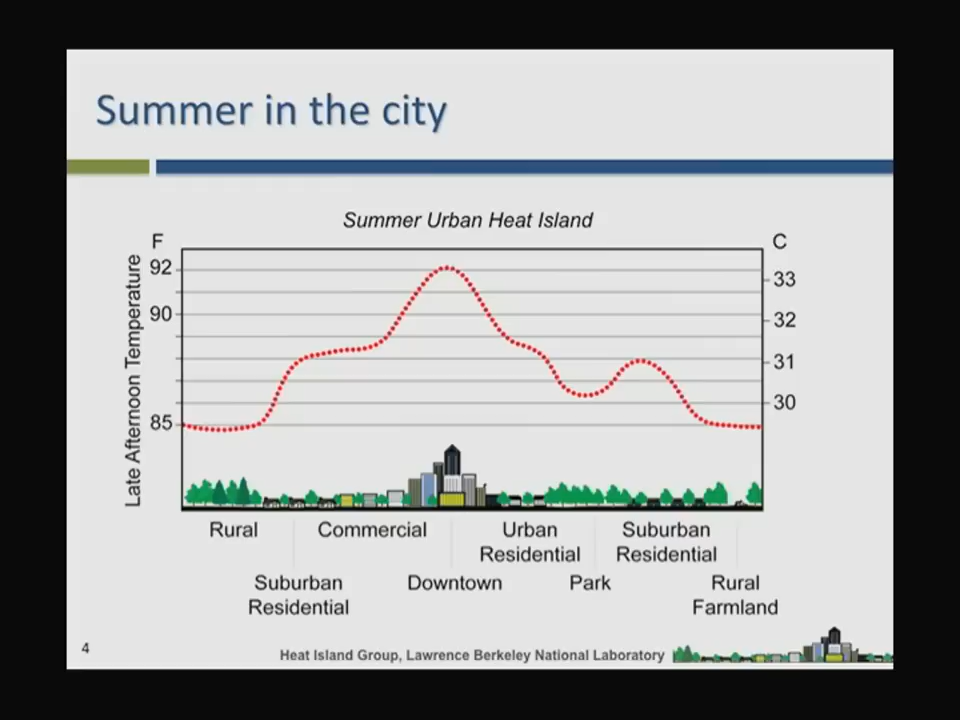 Summer in the city
Summer Urban Heat Island
F
C
Late Afternoon Temperature
92
90
85
33
32
31
30
Rural
Commercial
Urban
Residential
Suburban
Residential
Suburban
Residential
Downtown
Park
Rural
Farmland
4
Heat Island Group, Lawrence Berkeley National Laboratory